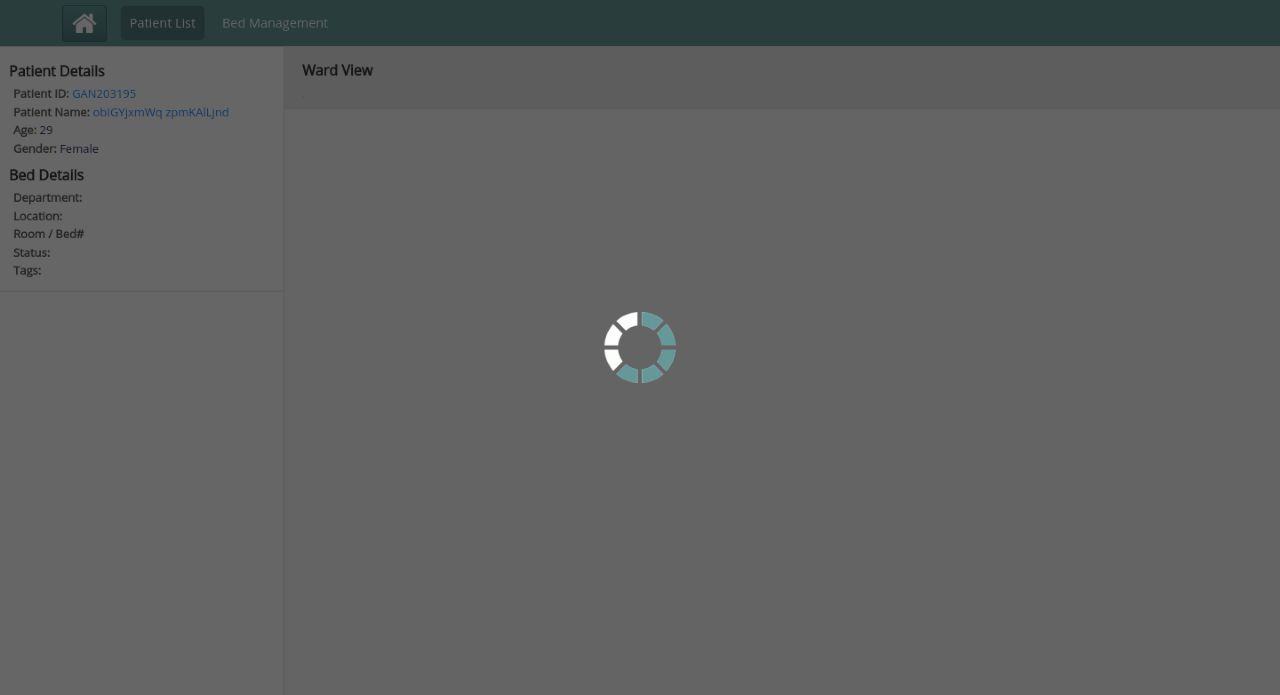 Patient List Bed Management
Patient Details
Patient ID: GAN203195
Patient Name: obiGYjxmWq zpmKAlLjnd
Age: 29
Gender: Female
Bed Details
Department:
Location:
Room / Bed#
Status:
Tags:
Ward View